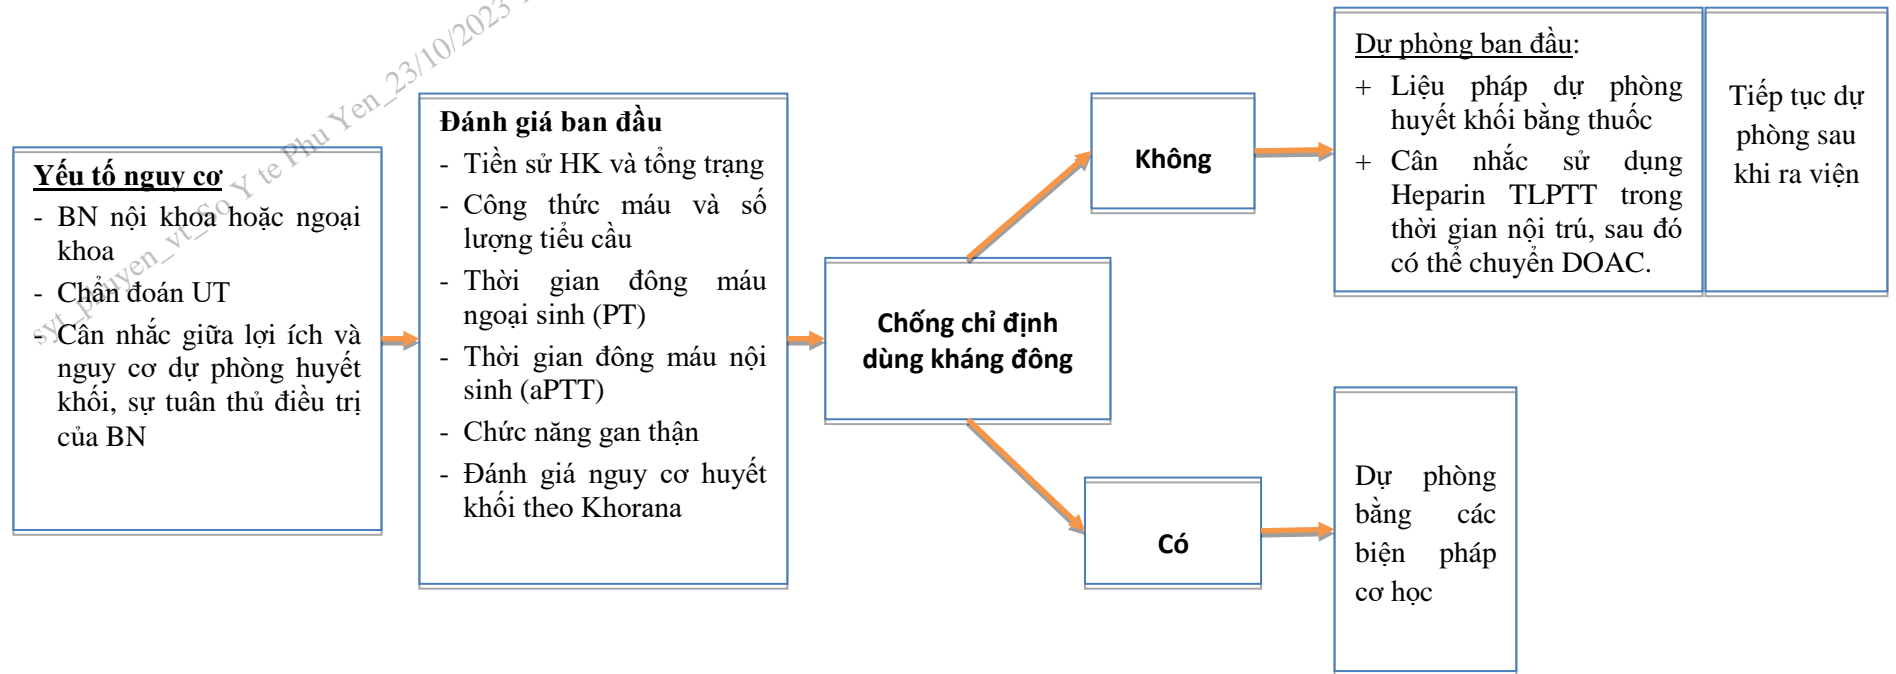 syt_phuyen_vt_So Y te Phu Yen_23/10/2023
Yếu tố nguy cơ
- BN nội khoa hoặc ngoại
khoa
- Chẩn đoán UT
- Cân nhắc giữa lợi ích và
nguy cơ dự phòng huyết
khối, sự tuân thủ điều trị
của BN
Đánh giá ban đầu
- Tiền sử HK và tổng trạng
- Công thức máu và số
lượng tiểu cầu
- Thời gian đông máu
ngoại sinh (PT)
- Thời gian đông máu nội
sinh (aPTT)
- Chức năng gan thận
- Đánh giá nguy cơ huyết
khối theo Khorana
Chống chỉ định
dùng kháng đông
Không
Dự phòng ban đầu:
+ Liệu pháp dự phòng
huyết khối bằng thuốc
+ Cân nhắc sử dụng
Heparin TLPTT trong
thời gian nội trú, sau đó
có thể chuyển DOAC.
Tiếp tục dự
phòng sau
khi ra viện
Có
Dự phòng
bằng các
biện pháp
cơ học